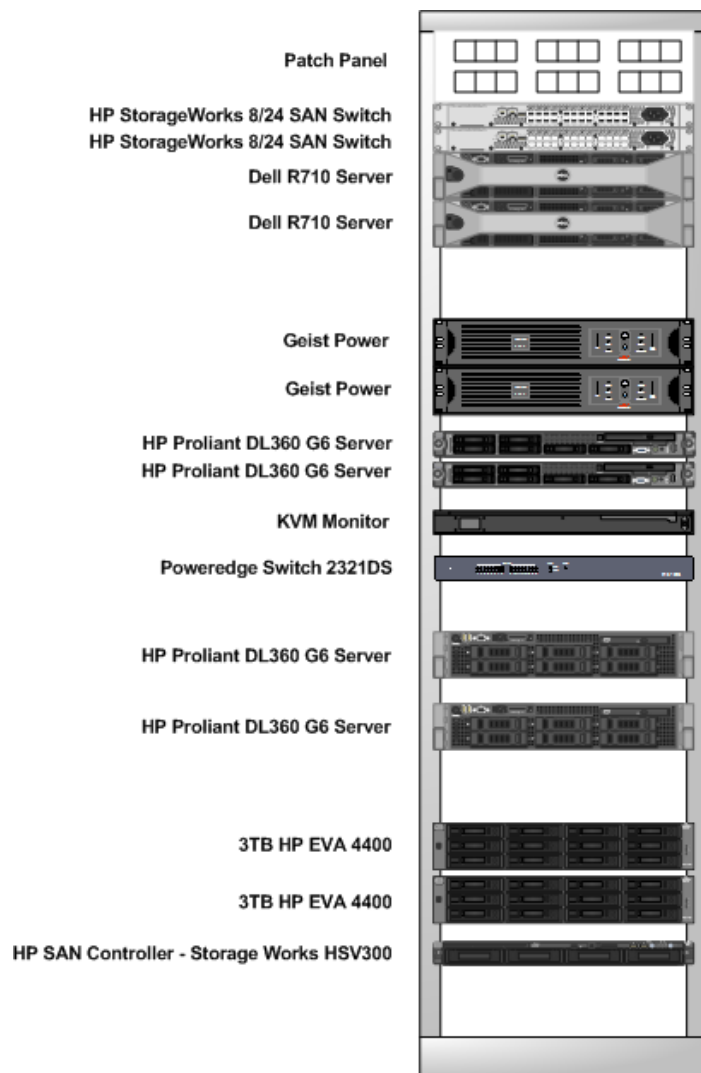 Patch Panel
HP StorageWorks 8/24 SAN Switch
HP StorageWorks 8/24 SAN Switch
Dell R710 Server
Dell R710 Server
Geist Power
Geist Power
HP Proliant DL360 G6 Server
HP Proliant DL360 G6 Server
KVM Monitor
Poweredge Switch 2321DS
HP Proliant DL360 G6 Server
HP Proliant DL360 G6 Server
3TB HP EVA 4400
3TB HP EVA 4400
HP SAN Controller - Storage Works HSV300